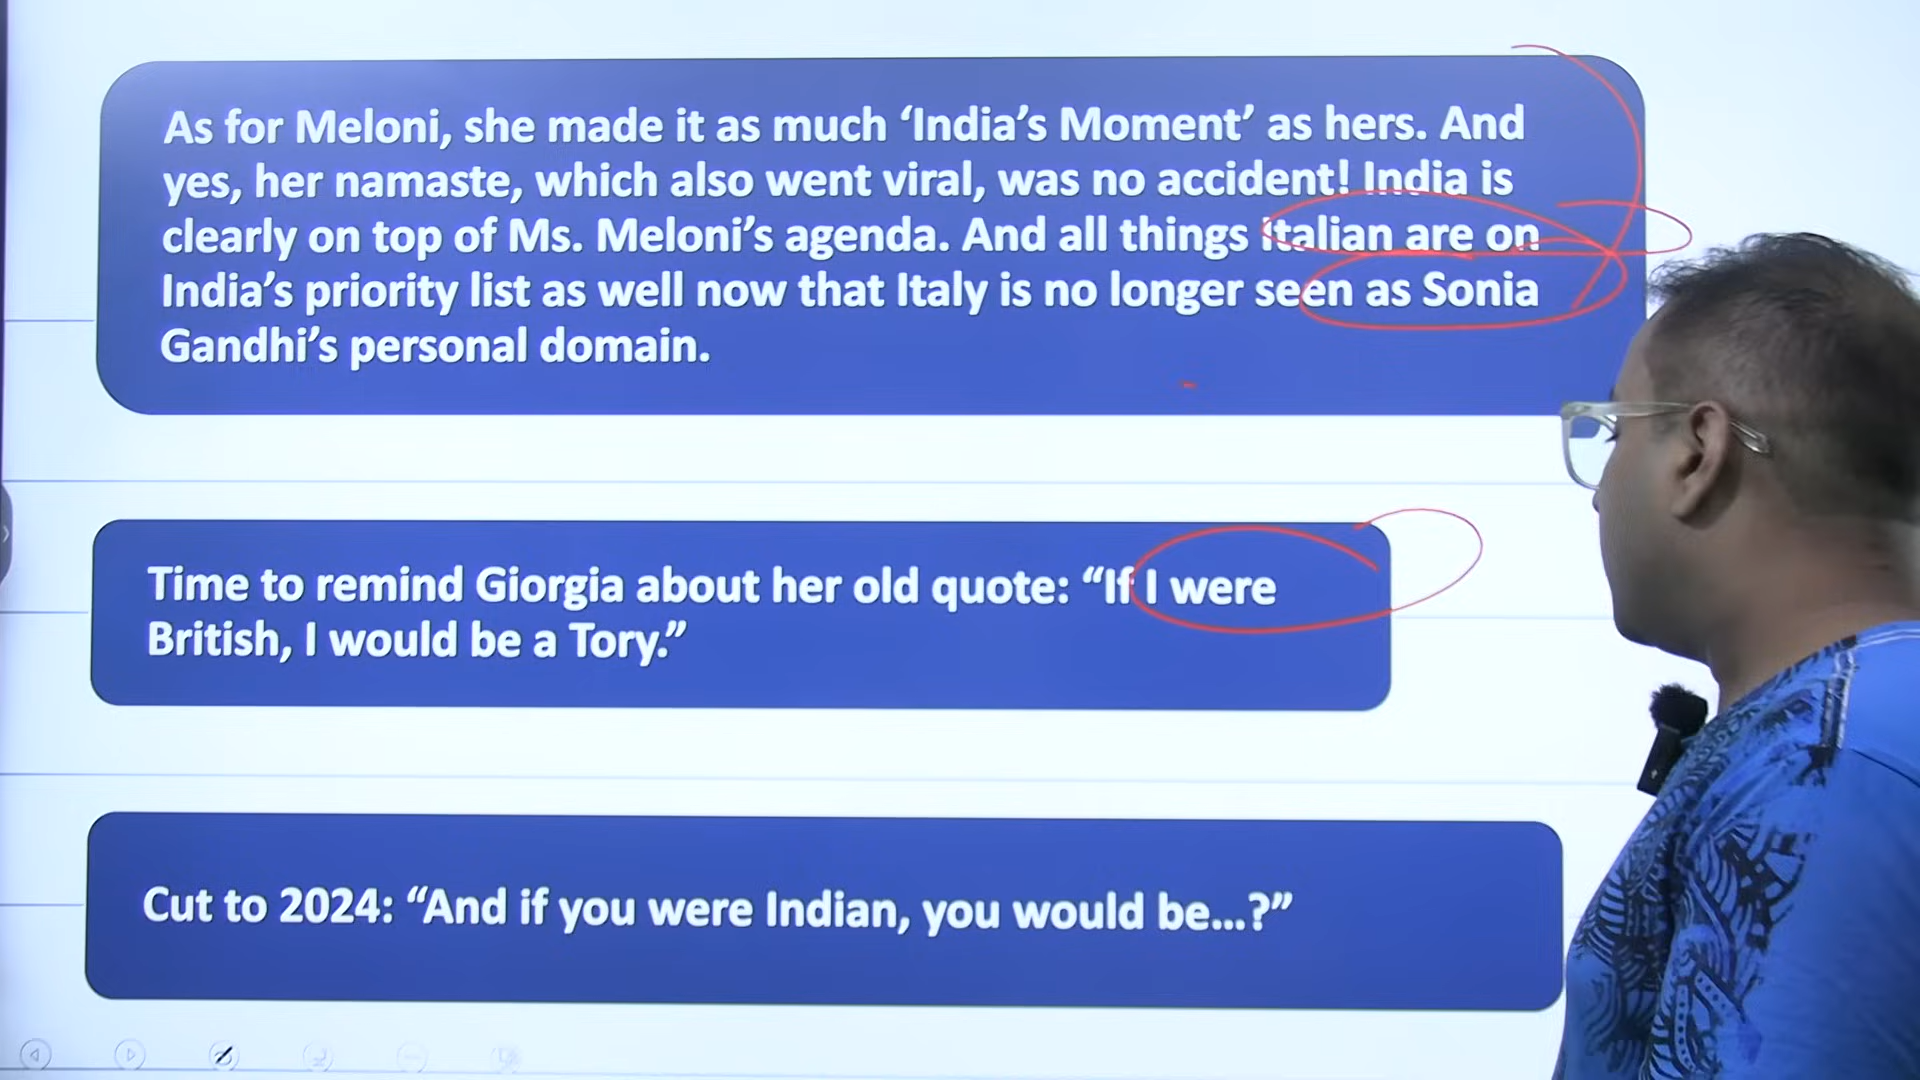 As for Meloni, she made it as much ‘India’s Moment’ as hers. And
yes, her namaste, which also went viral, was no accident! India is
clearly on top of Ms. Meloni’s agenda. And all things Italian are on
India’s priority list as well now that Italy is no longer seen as Sonia
Gandhi’s personal domain.
Time to remind Giorgia about her old quote: “If I were
British, I would be a Tory.”
Cut to 2024: “And if you were Indian, you would be...?”